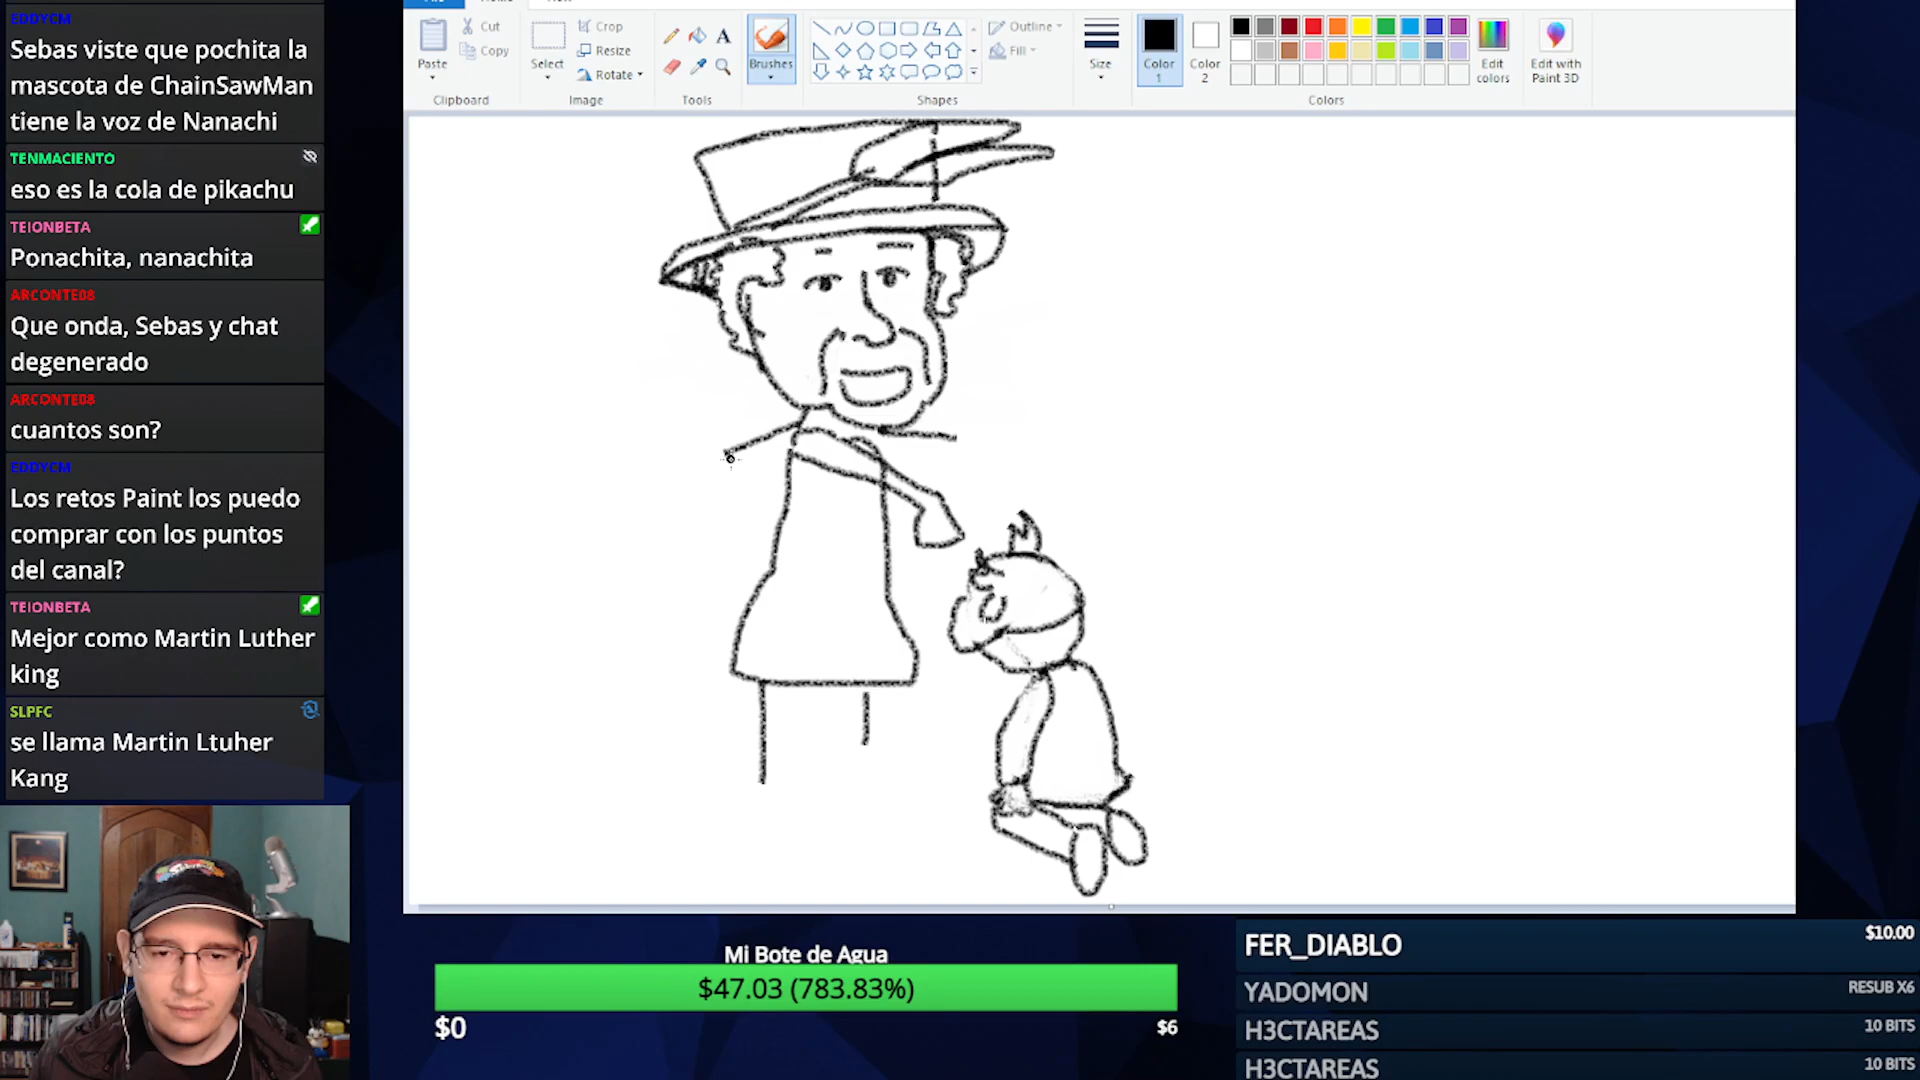 EDDYCM
Sebas viste que pochita la
mascota de ChainSawMan
tiene la voz de Nanachi
TENMACIENTO
eso es la cola de pikachu
TEIONBETA
Ponachita, nanachita
ARCONTE08
Que onda, Sebas y chat
degenerado
ARCONTE08
cuantos son?
EDDYCM
Los retos Paint los puedo
comprar con los puntos
del canal?
TEIONBETA
Mejor como Martin Luther
king
SLPFC
se llama Martin Ltuher
Kang
Paste
Cut
Copy
Clipboard
Select
Crop
Resize
Rotate
Image
A
Tools
Brushes
Outline
Fill
Shapes
Size
Color
1
Color
2
Edit
colors
Edit with
Paint 3D
Colors
Mi Bote de Agua
$47.03 (783.83%)
$0
$6
FER_DIABLO
$10.00
YADOMON
RESUB X6
H3CTAREAS
10 BITS
H3CTAREAS
10 BITS